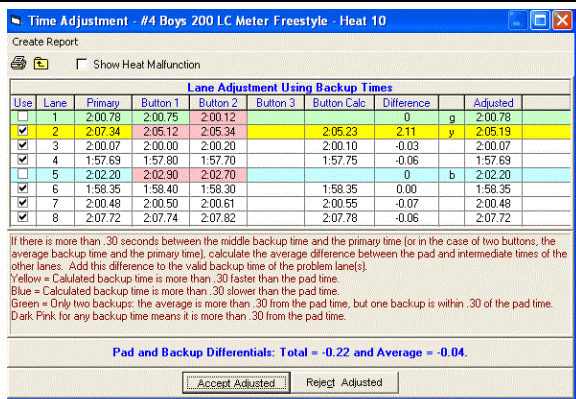 Time Adjustment - #4 Boys 200 LC Meter Freestyle - Heat 10
Create Report
Show Heat Malfunction
Lane Adjustment Using Backup Times
Use Lane Primary Button 1 Button 2 Button 3 Button Calc Difference Adjusted
1 2:00.78 2:00.75 2:00.12 0 g 2:00.78
2 2:07.34 2:05.12 2:05.34 2:05.23 2.11 y 2:05.19
3 2:00.07 2:00.00 2:00.20 2:00.10 -0.03 2:00.07
4 1:57.69 1:57.80 1:57.70 1:57.75 -0.06 1:57.69
5 2:02.20 2:02.90 2:02.70 0 b 2:02.20
6 1:58.35 1:58.40 1:58.30 1:58.35 0.00 1:58.35
7 2:00.48 2:00.50 2:00.61 2:00.55 -0.07 2:00.48
8 2:07.72 2:07.74 2:07.82 2:07.78 -0.06 2:07.72
If there is more than .30 seconds between the middle backup time and the primary time (or in the case of two buttons, the
average backup time and the primary time), calculate the average difference between the pad and intermediate times of the
other lanes. Add this difference to the valid backup time of the problem lane(s).
Yellow = Calulated backup time is more than .30 faster than the pad time.
Blue = Calculated backup time is more than .30 slower than the pad time.
Green = Only two backups: the average is more than .30 from the pad time, but one backup is within .30 of the pad time.
Dark Pink for any backup time means it is more than .30 from the pad time.
Pad and Backup Differentials: Total = -0.22 and Average = -0.04.
Accept Adjusted Reject Adjusted